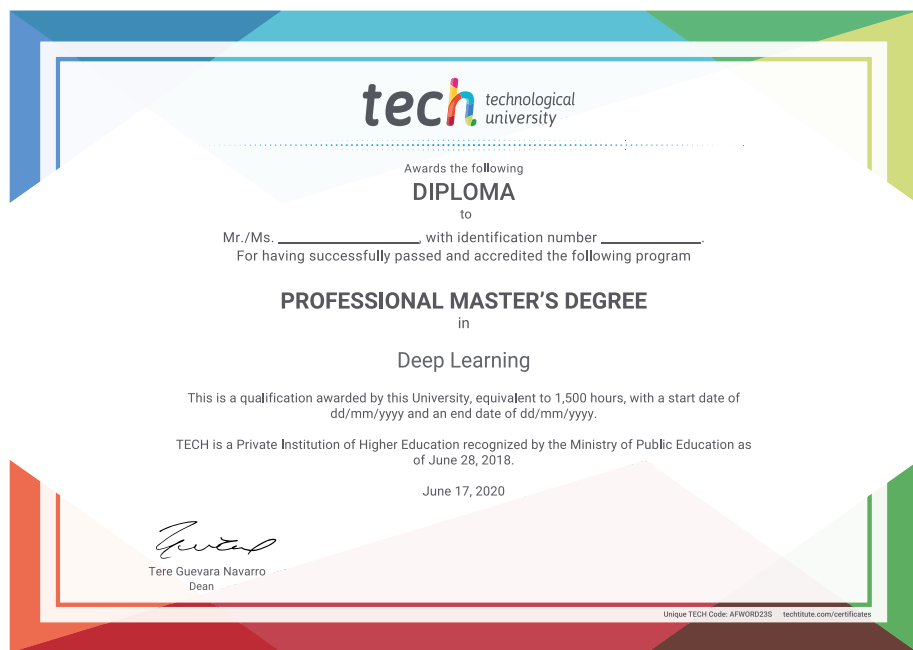 tech technological
university
Awards the following
DIPLOMA
to
Mr./Ms. ____________________, with identification number ______________.
For having successfully passed and accredited the following program
PROFESSIONAL MASTER'S DEGREE
in
Deep Learning
This is a qualification awarded by this University, equivalent to 1,500 hours, with a start date of
dd/mm/yyyy and an end date of dd/mm/yyyy.
TECH is a Private Institution of Higher Education recognized by the Ministry of Public Education as
of June 28, 2018.
June 17, 2020
Tere Guevara Navarro
Dean
Unique TECH Code: AFWORD23S techtitute.com/certificates